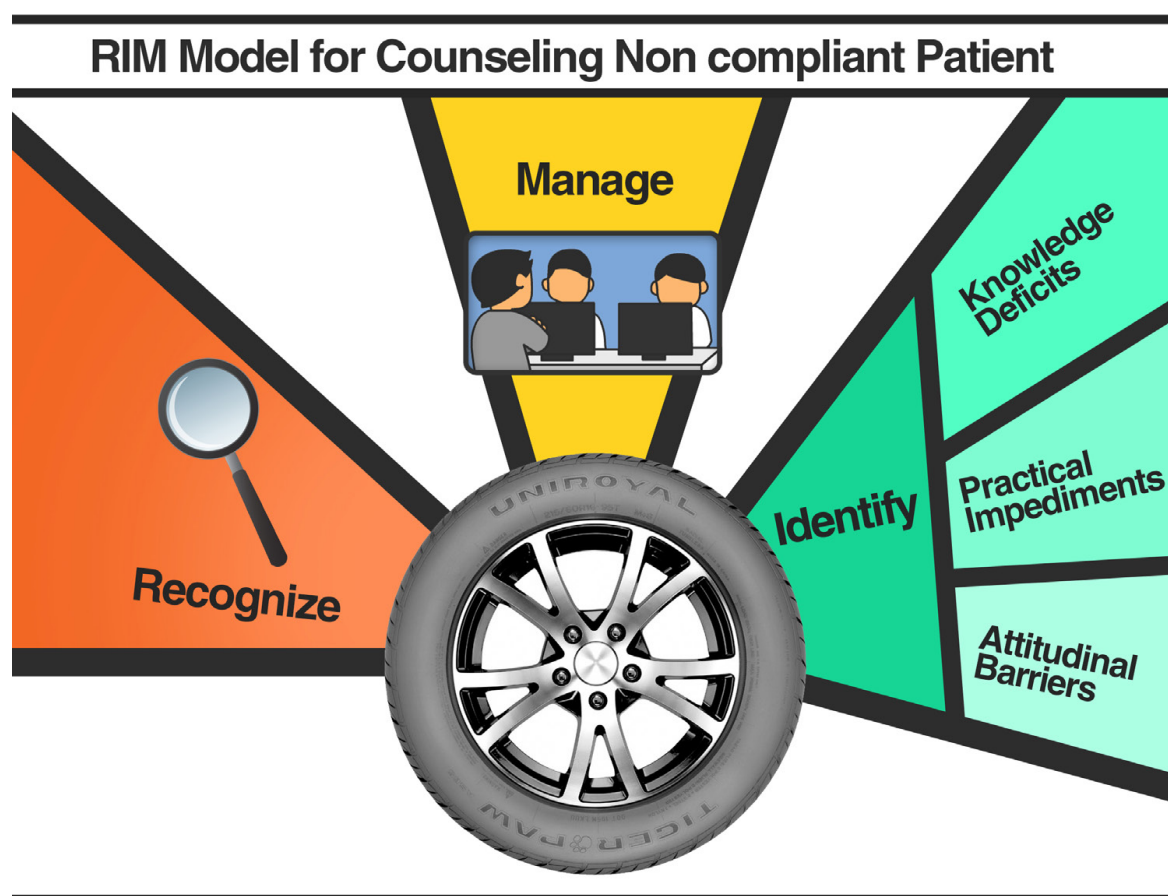 RIM Model for Counseling Non compliant Patient
Manage
Recognize
Identify
Knowledge
Deficits
Practical
Impediments
Attitudinal
Barriers
UNIROYAL
TIGER PAW